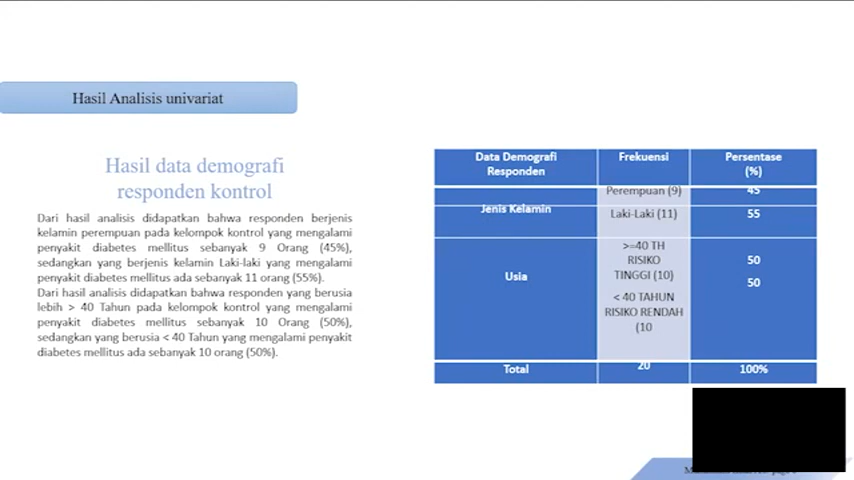 Hasil Analisis univariat
Hasil data demografi
responden kontrol
Dari hasil analisis didapatkan bahwa responden berjenis
kelamin perempuan pada kelompok kontrol yang mengalami
penyakit diabetes mellitus sebanyak 9 Orang (45%),
sedangkan yang berjenis kelamin Laki-laki yang mengalami
penyakit diabetes mellitus ada sebanyak 11 orang (55%).
Dari hasil analisis didapatkan bahwa responden yang berusia
lebih > 40 Tahun pada kelompok kontrol yang mengalami
penyakit diabetes mellitus sebanyak 10 Orang (50%),
sedangkan yang berusia < 40 Tahun yang mengalami penyakit
diabetes mellitus ada sebanyak 10 orang (50%).
Data Demografi Frekuensi Persentase
Responden (%)
Perempuan (9) 45
Jenis Kelamin
Laki-Laki (11) 55
>=40 TH
RISIKO 50
TINGGI (10)
Usia 50
< 40 TAHUN
RISIKO RENDAH
(10
Total 20 100%